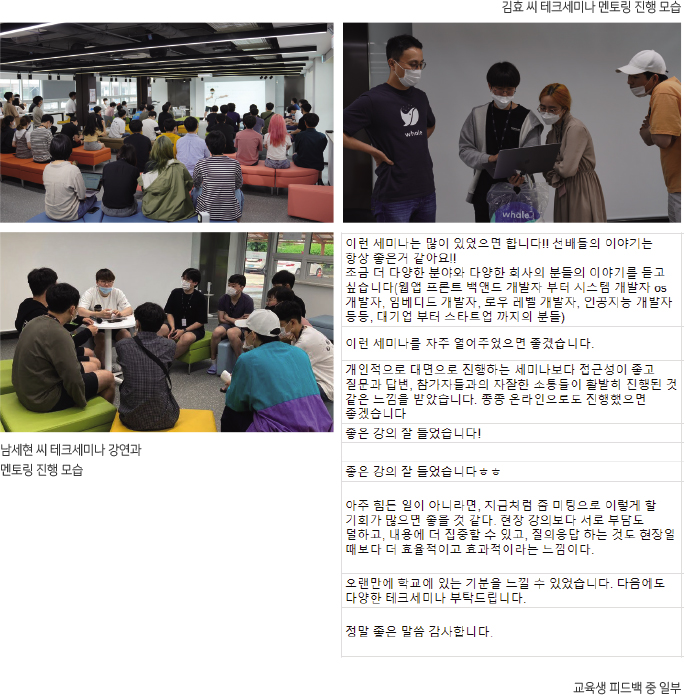 김효 씨 테크세미나 멘토링 진행 모습
whale
whale
이런 세미나는 많이 있었으면 합니다!! 선배들의 이야기는
항상 좋은거 같아요!!
조금 더 다양한 분야와 다양한 회사의 분들의 이야기를 듣고
싶습니다(웹앱 프론트 백앤드 개발자 부터 시스템 개발자 os
개발자, 임베디드 개발자, 로우 레벨 개발자, 인공지능 개발자
등등, 대기업 부터 스타트업 까지의 분들)
이런 세미나를 자주 열어주었으면 좋겠습니다.
개인적으로 대면으로 진행하는 세미나보다 접근성이 좋고
질문과 답변, 참가자들과의 자잘한 소통들이 활발히 진행된 것
같은 느낌을 받았습니다. 종종 온라인으로도 진행했으면
좋겠습니다
좋은 강의 잘 들었습니다!
좋은 강의 잘 들었습니다ㅎㅎ
아주 힘든 일이 아니라면, 지금처럼 줌 미팅으로 이렇게 할
기회가 많으면 좋을 것 같다. 현장 강의보다 서로 부담도
덜하고, 내용에 더 집중할 수 있고, 질의응답 하는 것도 현장일
때보다 더 효율적이고 효과적이라는 느낌이다.
오랜만에 학교에 있는 기분을 느낄 수 있었습니다. 다음에도
다양한 테크세미나 부탁드립니다.
정말 좋은 말씀 감사합니다.
남세현 씨 테크세미나 강연과
멘토링 진행 모습
교육생 피드백 중 일부